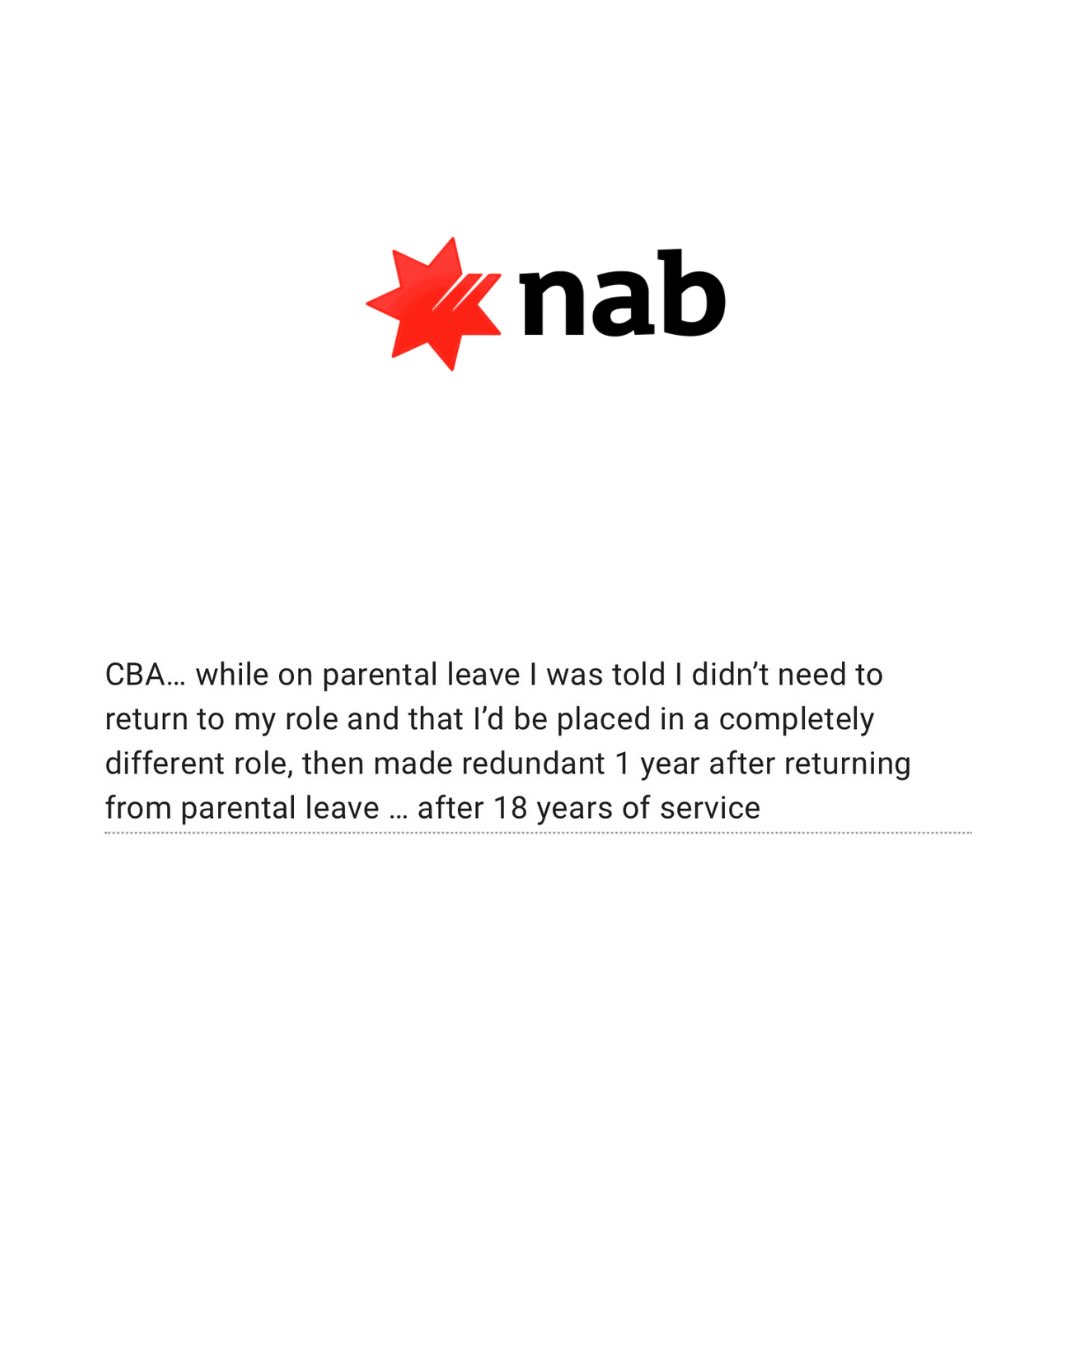 nab
CBA… while on parental leave I was told I didn’t need to
return to my role and that I’d be placed in a completely
different role, then made redundant 1 year after returning
from parental leave … after 18 years of service